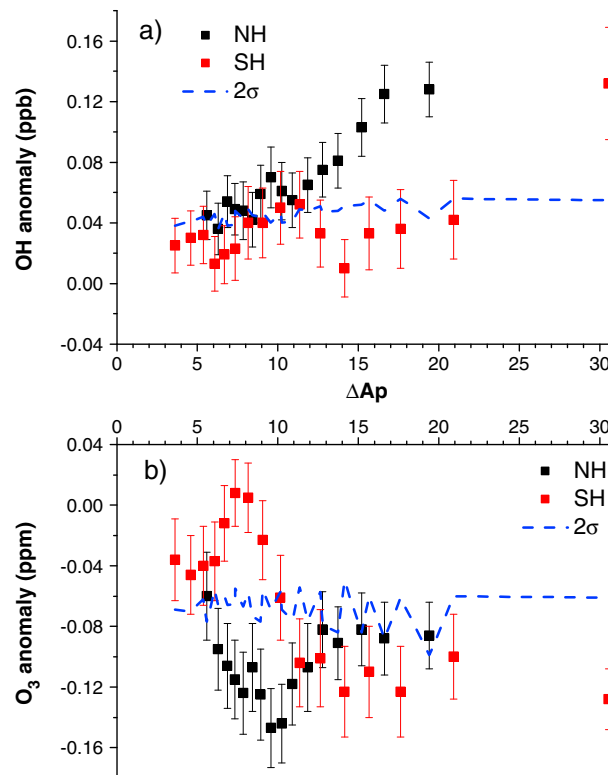 a)
NH
SH
2σ
OH anomaly (ppb)
0.16
0.12
0.08
0.04
0.00
-0.04
0 5 10 15 20 25 30
ΔAp
0 5 10 15 20 25 30
b)
NH
SH
2σ
O3 anomaly (ppm)
0.04
0.00
-0.04
-0.08
-0.12
-0.16